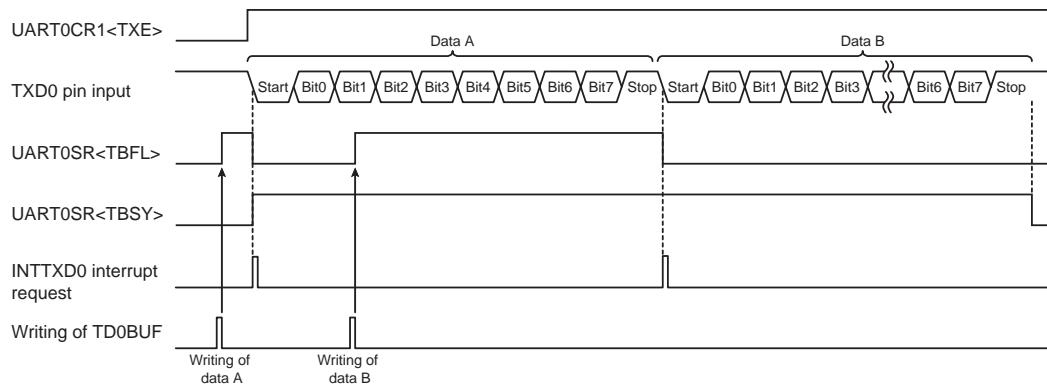 UART0CR1<TXE>
Data A
Data B
TXD0 pin input
Start Bit0 Bit1 Bit2 Bit3 Bit4 Bit5 Bit6 Bit7 Stop Start Bit0 Bit1 Bit2 Bit3 Bit6 Bit7 Stop
UART0SR<TBFL>
UART0SR<TBSY>
INTTXD0 interrupt
request
Writing of TD0BUF
Writing of
data A
Writing of
data B